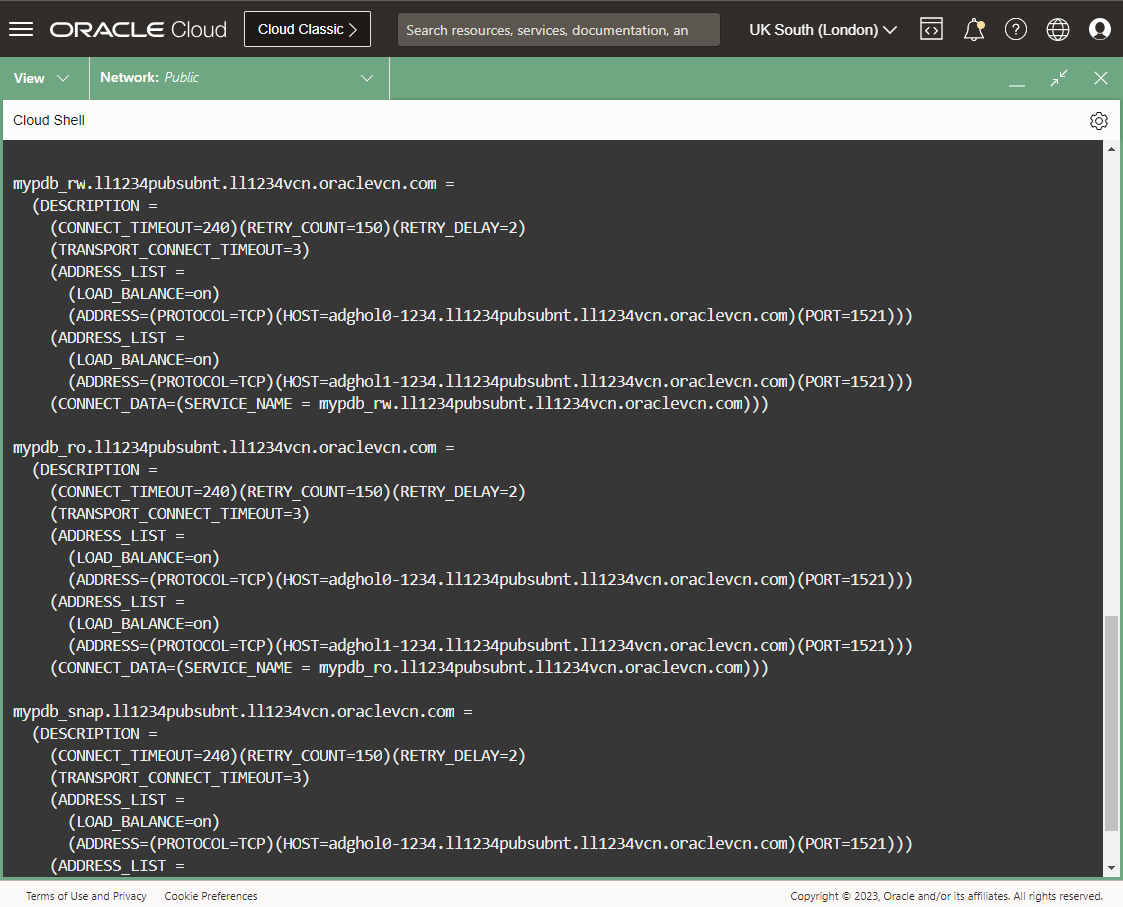 ORACLE Cloud
Cloud Classic >
Search resources, services, documentation, an
UK South (London)
View
Network: Public
Cloud Shell
mypdb_rw.ll1234pubsubnt.ll1234vcn.oraclevcn.com =
  (DESCRIPTION =
    (CONNECT_TIMEOUT=240)(RETRY_COUNT=150)(RETRY_DELAY=2)
    (TRANSPORT_CONNECT_TIMEOUT=3)
    (ADDRESS_LIST =
      (LOAD_BALANCE=on)
      (ADDRESS=(PROTOCOL=TCP)(HOST=adghol0-1234.ll1234pubsubnt.ll1234vcn.oraclevcn.com)(PORT=1521)))
    (ADDRESS_LIST =
      (LOAD_BALANCE=on)
      (ADDRESS=(PROTOCOL=TCP)(HOST=adghol1-1234.ll1234pubsubnt.ll1234vcn.oraclevcn.com)(PORT=1521)))
    (CONNECT_DATA=(SERVICE_NAME = mypdb_rw.ll1234pubsubnt.ll1234vcn.oraclevcn.com)))
mypdb_ro.ll1234pubsubnt.ll1234vcn.oraclevcn.com =
  (DESCRIPTION =
    (CONNECT_TIMEOUT=240)(RETRY_COUNT=150)(RETRY_DELAY=2)
    (TRANSPORT_CONNECT_TIMEOUT=3)
    (ADDRESS_LIST =
      (LOAD_BALANCE=on)
      (ADDRESS=(PROTOCOL=TCP)(HOST=adghol0-1234.ll1234pubsubnt.ll1234vcn.oraclevcn.com)(PORT=1521)))
    (ADDRESS_LIST =
      (LOAD_BALANCE=on)
      (ADDRESS=(PROTOCOL=TCP)(HOST=adghol1-1234.ll1234pubsubnt.ll1234vcn.oraclevcn.com)(PORT=1521)))
    (CONNECT_DATA=(SERVICE_NAME = mypdb_ro.ll1234pubsubnt.ll1234vcn.oraclevcn.com)))
mypdb_snap.ll1234pubsubnt.ll1234vcn.oraclevcn.com =
  (DESCRIPTION =
    (CONNECT_TIMEOUT=240)(RETRY_COUNT=150)(RETRY_DELAY=2)
    (TRANSPORT_CONNECT_TIMEOUT=3)
    (ADDRESS_LIST =
      (LOAD_BALANCE=on)
      (ADDRESS=(PROTOCOL=TCP)(HOST=adghol0-1234.ll1234pubsubnt.ll1234vcn.oraclevcn.com)(PORT=1521)))
    (ADDRESS_LIST =
Terms of Use and Privacy Cookie Preferences Copyright © 2023, Oracle and/or its affiliates. All rights reserved.